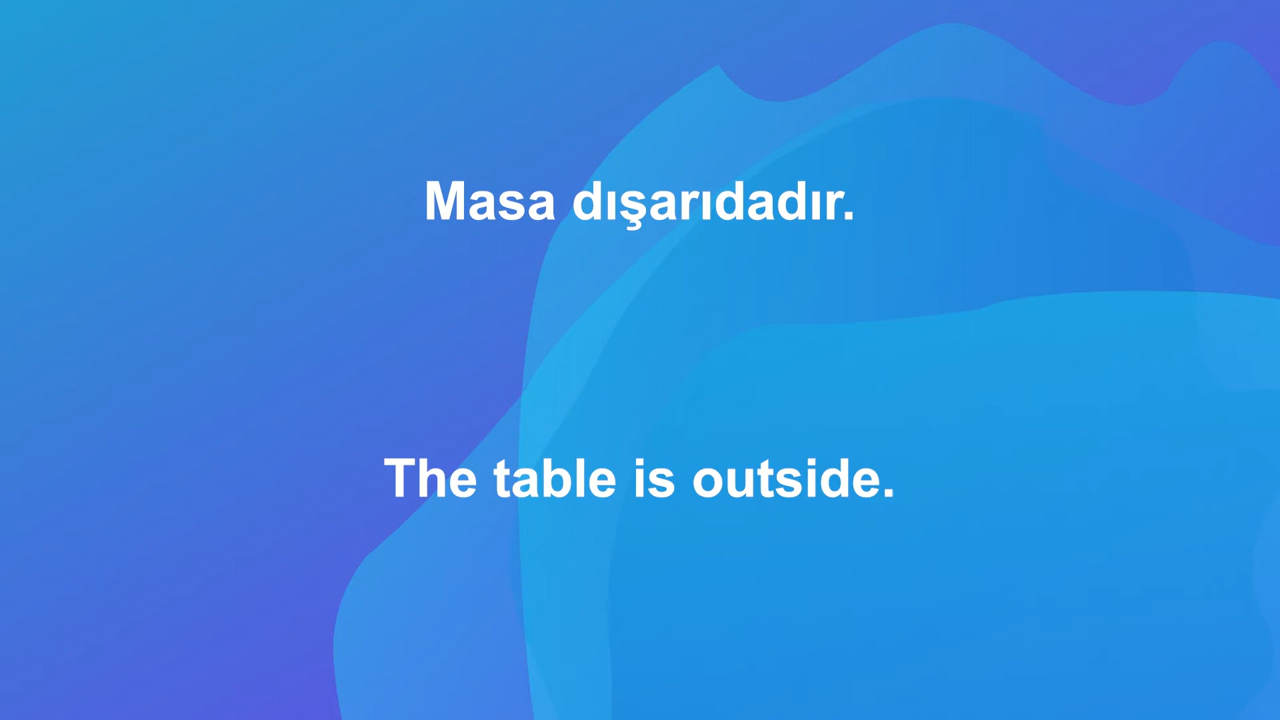 Masa dışarıdadır.
The table is outside.